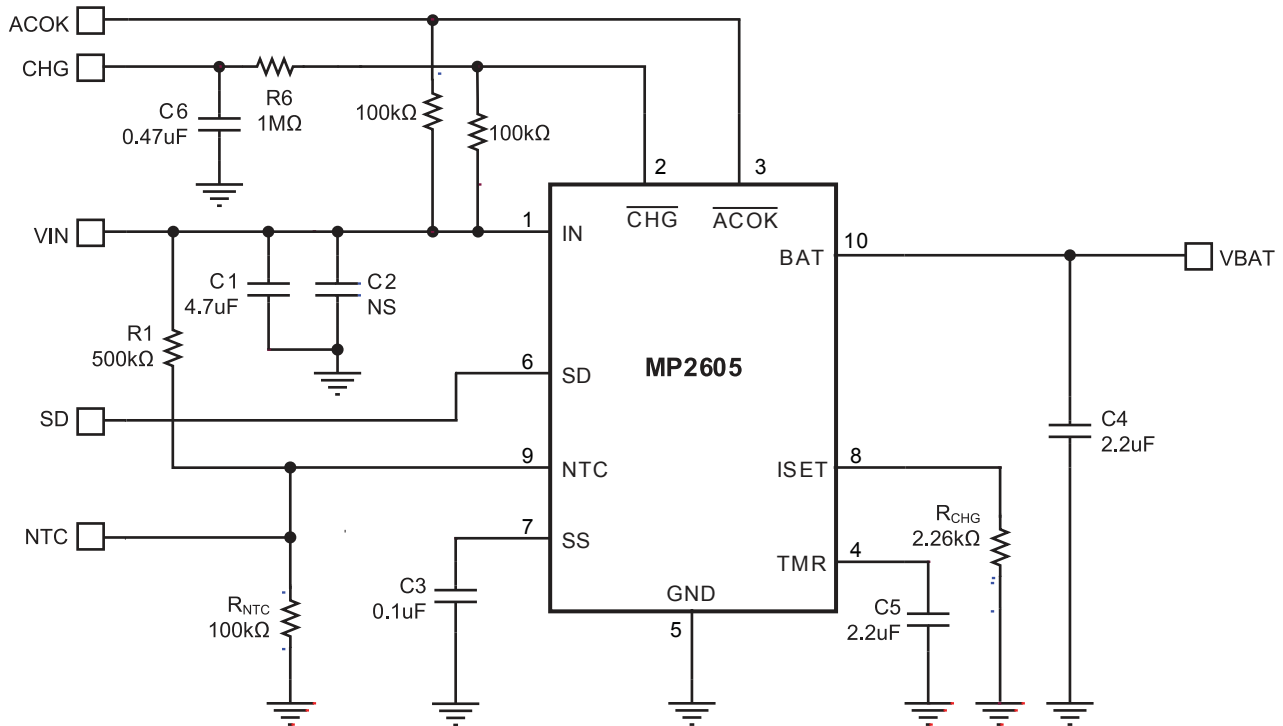 ACOK
CHG
R6
1MΩ
C6
0.47uF
100kΩ
100kΩ
2
3
CHG
ACOK
VIN
1
IN
10
BAT
VBAT
C1
4.7uF
C2
NS
R1
500kΩ
MP2605
6
SD
SD
9
NTC
8
ISET
C4
2.2uF
NTC
7
SS
RCHG
2.26kΩ
4
TMR
C3
0.1uF
GND
5
C5
2.2uF
RNTC
100kΩ